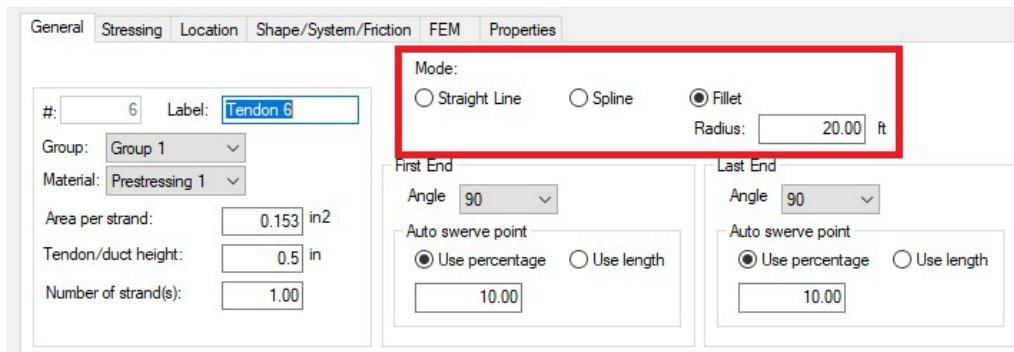 General Stressing Location Shape/System/Friction FEM Properties
Mode:
Straight Line Spline Fillet
Radius: 20.00 ft
#: 6 Label: Tendon 6
Group: Group 1
Material: Prestressing 1
Area per strand: 0.153 in2
Tendon/duct height: 0.5 in
Number of strand(s): 1.00
First End
Angle 90
Auto swerve point
Use percentage Use length
10.00
Last End
Angle 90
Auto swerve point
Use percentage Use length
10.00